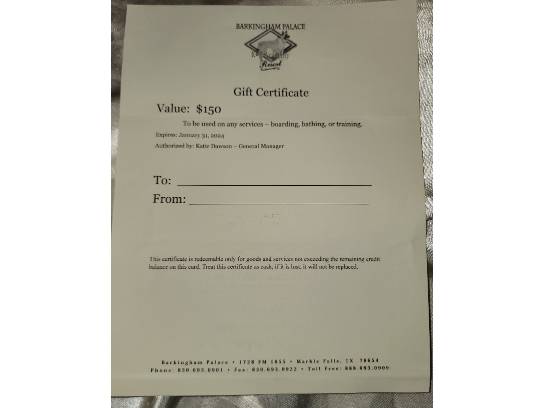 BARKINGHAM PALACE
Resort
Gift Certificate
Value: $150
To be used on any services – boarding, bathing, or training.
Expires: January 31, 2024
Authorized by: Katie Dawson – General Manager
To:
From:
This certificate is redeemable only for goods and services not exceeding the remaining credit
balance on this card. Treat this certificate as cash, if it is lost, it will not be replaced.
Barkingham Palace • 1720 FM 1855 • Marble Falls, TX 78654
Phone: 830.693.0901 • Fax: 830.693.0922 • Toll Free: 866.693.0909